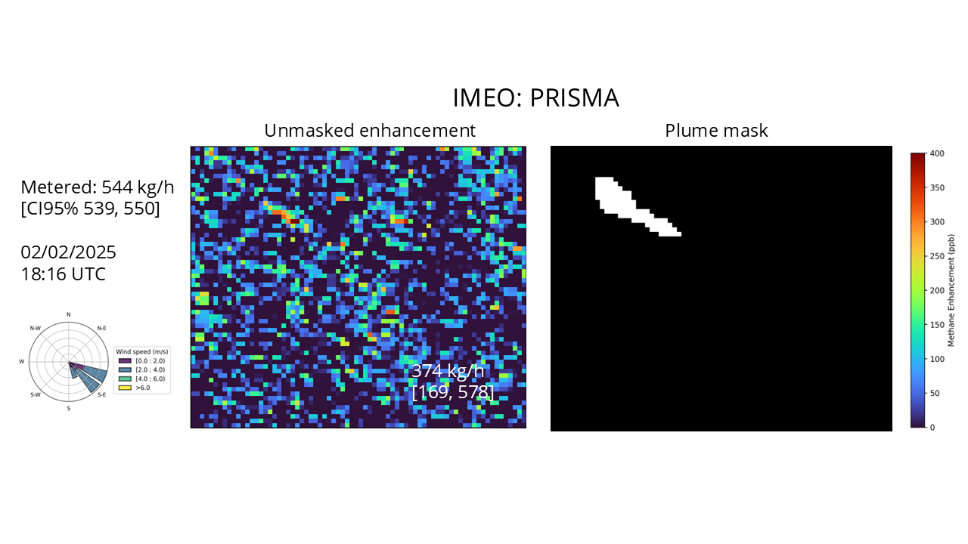 IMEO: PRISMA
Unmasked enhancement
Plume mask
Metered: 544 kg/h
[CI95% 539, 550]
02/02/2025
18:16 UTC
N
N-E
S-E
S
S-W
W
N-W
Wind speed (m/s)
[0.0 : 2.0)
[2.0 : 4.0)
[4.0 : 6.0)
>6.0
374 kg/h
[169, 578]
400
350
300
250
200
150
100
50
0
Methane Enhancement (ppb)